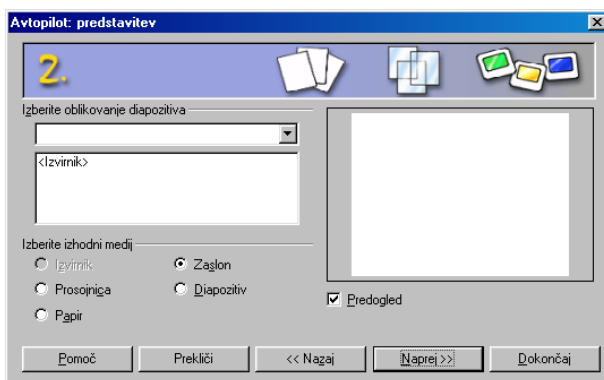 Avtopilot: predstavitev
2.
Izberite oblikovanje diapozitiva
<Izvirnik>
Izberite izhodni medij
Izvirnik
Zaslon
Prosojnica
Diapozitiv
Papir
Predogled
Pomoč
Prekliči
<< Nazaj
Naprej >>
Dokončaj